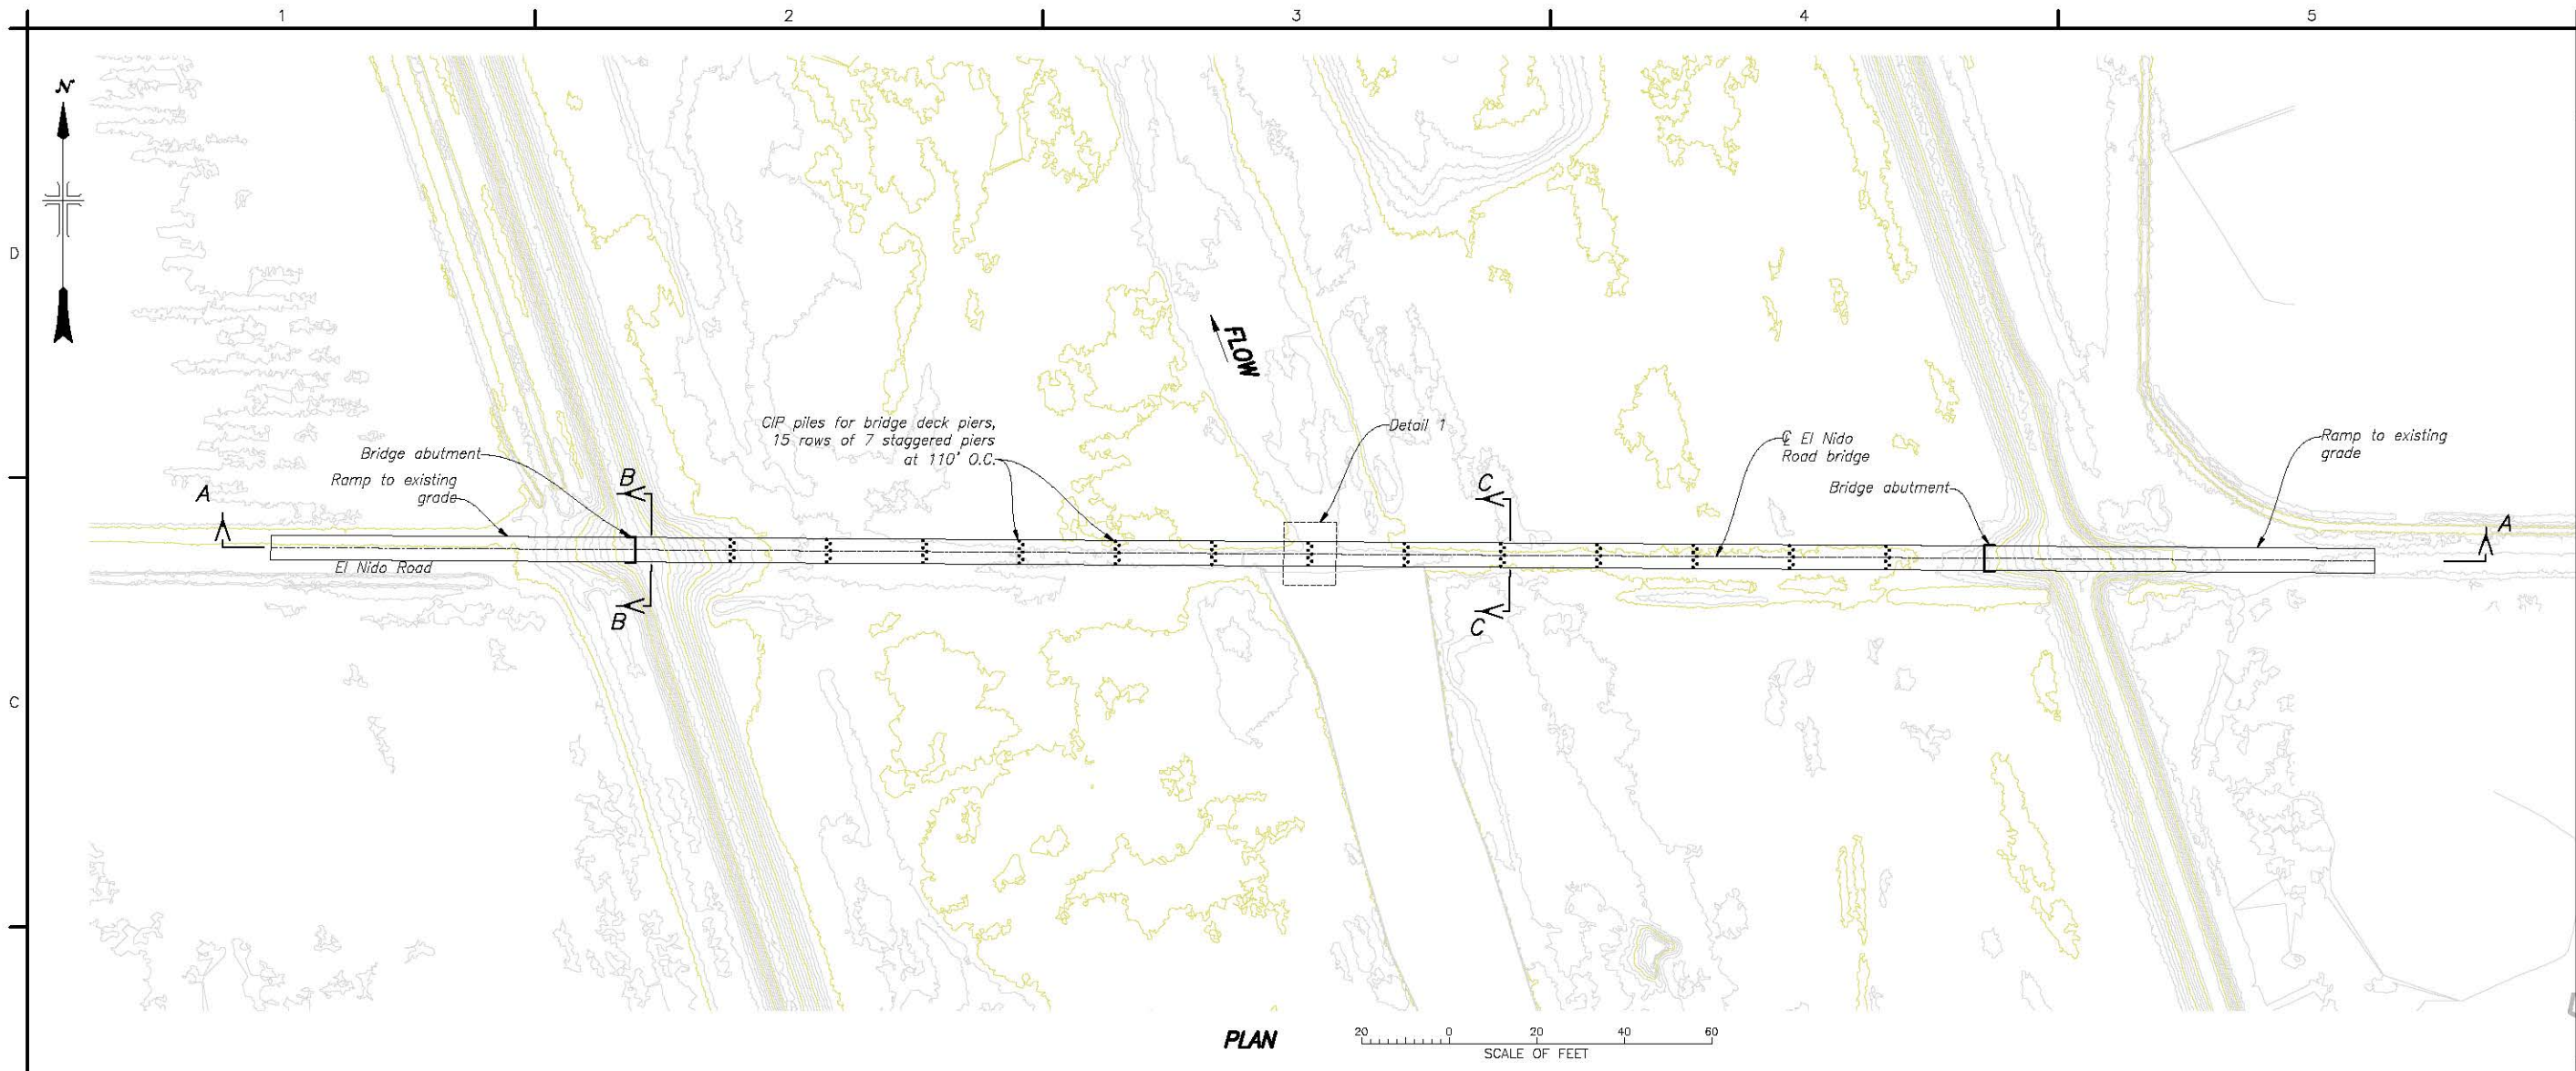 1 2 3 4 5
N
D
FLOW
CIP piles for bridge deck piers,
15 rows of 7 staggered piers
at 110' O.C.
Detail 1
℄ El Nido
Road bridge
Ramp to existing
grade
Bridge abutment
Ramp to existing
grade
Bridge abutment
A
B
C
A
El Nido Road
B
C
C
PLAN
20 0 20 40 60
SCALE OF FEET